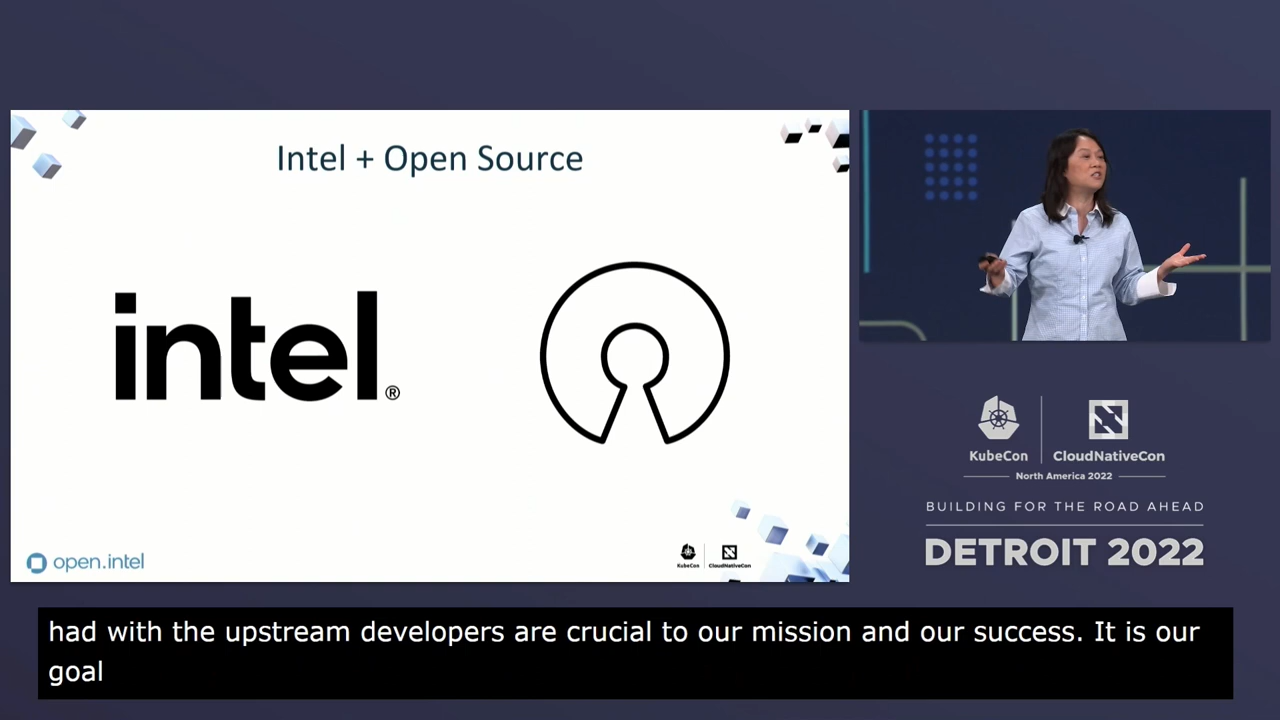 Intel + Open Source
intel®
open.intel
KubeCon
CloudNativeCon
KubeCon
CloudNativeCon
North America 2022
BUILDING FOR THE ROAD AHEAD
DETROIT 2022
had with the upstream developers are crucial to our mission and our success. It is our
goal